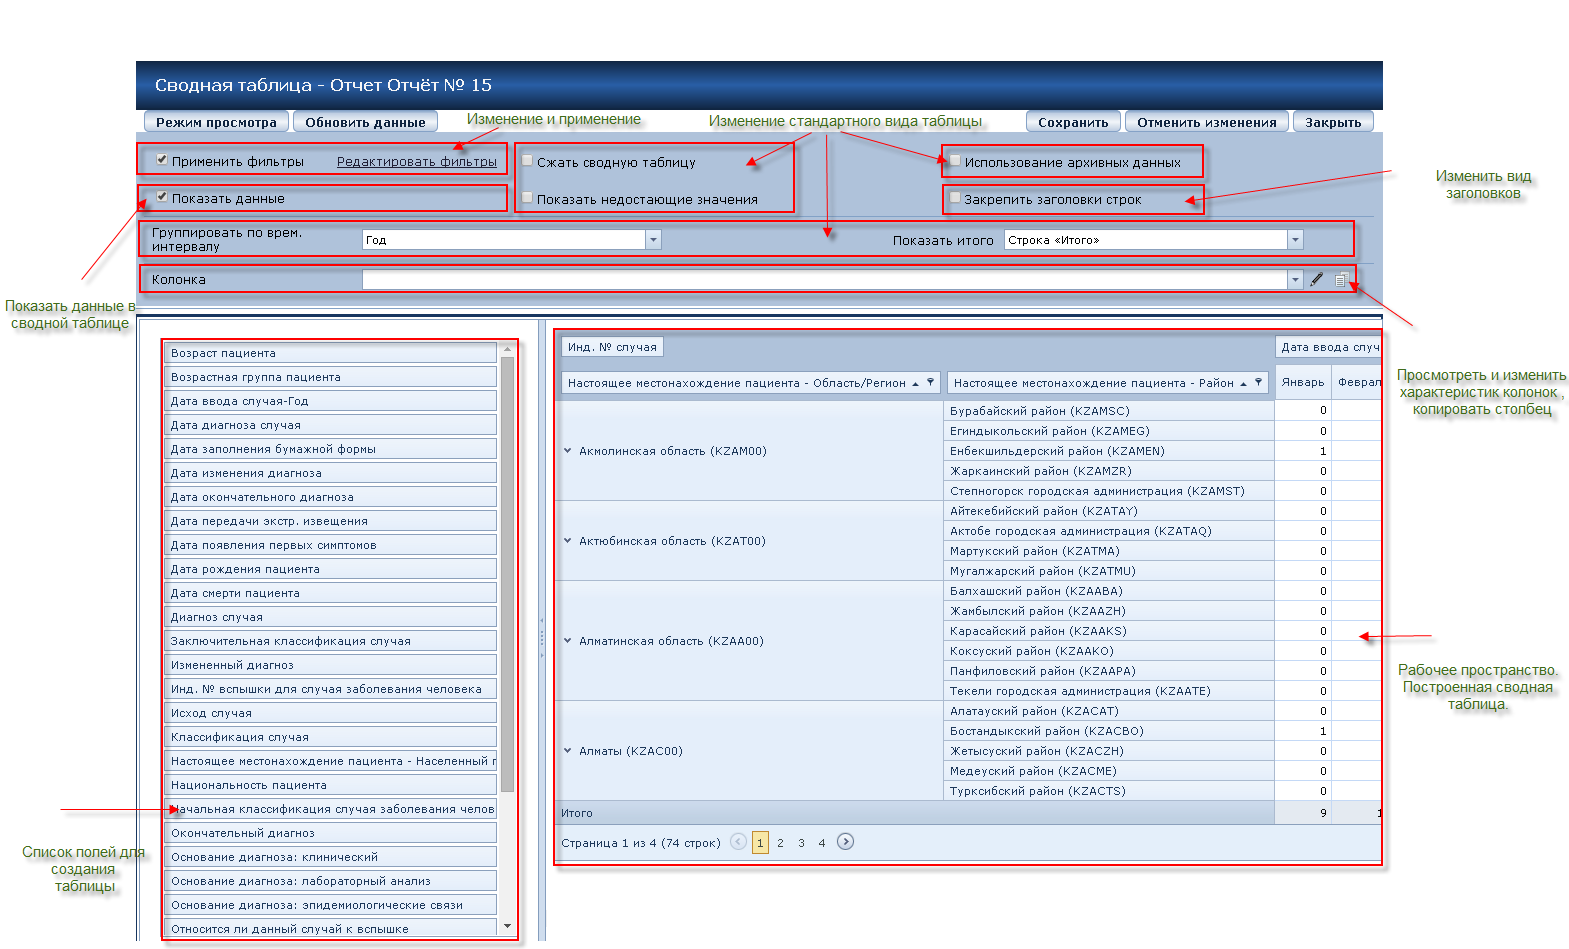 Сводная таблица - Отчет Отчёт № 15
Режим просмотра
Обновить данные
Изменение и применение
Изменение стандартного вида таблицы
Сохранить
Отменить изменения
Закрыть
Применить фильтры
Редактировать фильтры
Сжать сводную таблицу
Использование архивных данных
Изменить вид
заголовков
Показать данные
Показать недостающие значения
Закрепить заголовки строк
Группировать по врем.
интервалу
Год
Показать итого
Строка «Итого»
Колонка
Показать данные в
сводной таблице
Просмотреть и изменить
характеристик колонок ,
копировать столбец
Возраст пациента
Возрастная группа пациента
Дата ввода случая-Год
Дата диагноза случая
Дата заполнения бумажной формы
Дата изменения диагноза
Дата окончательного диагноза
Дата передачи экстр. извещения
Дата появления первых симптомов
Дата рождения пациента
Дата смерти пациента
Диагноз случая
Заключительная классификация случая
Измененный диагноз
Инд. № вспышки для случая заболевания человека
Исход случая
Классификация случая
Настоящее местонахождение пациента - Населенный г
Национальность пациента
Начальная классификация случая заболевания челов
Окончательный диагноз
Основание диагноза: клинический
Основание диагноза: лабораторный анализ
Основание диагноза: эпидемиологические связи
Относится ли данный случай к вспышке
Список полей для
создания
таблицы
Инд. № случая
Дата ввода случ
Настоящее местонахождение пациента - Область/Регион
Настоящее местонахождение пациента - Район
Январь
Феврал
Акмолинская область (KZAM00)
Бурабайский район (KZAMSC) 0
Егиндыкольский район (KZAMEG) 0
Енбекшильдерский район (KZAMEN) 1
Жаркаинский район (KZAMZR) 0
Степногорск городская администрация (KZAMST) 0
Актюбинская область (KZAT00)
Айтекебийский район (KZATAY) 0
Актобе городская администрация (KZATAQ) 0
Мартукский район (KZATMA) 0
Мугалжарский район (KZATMU) 0
Алматинская область (KZAA00)
Балхашский район (KZAABA) 0
Жамбылский район (KZAAZH) 0
Карасайский район (KZAAKS) 0
Коксуский район (KZAAKO) 0
Панфиловский район (KZAAPA) 0
Текели городская администрация (KZAATE) 0
Алматы (KZAC00)
Алатауский район (KZACAT) 0
Бостандыкский район (KZACBO) 1
Жетысуский район (KZACZH) 0
Медеуский район (KZACME) 0
Турксибский район (KZACTS) 0
Итого 9 1
Страница 1 из 4 (74 строк) 1 2 3 4
Рабочее пространство.
Построенная сводная
таблица.